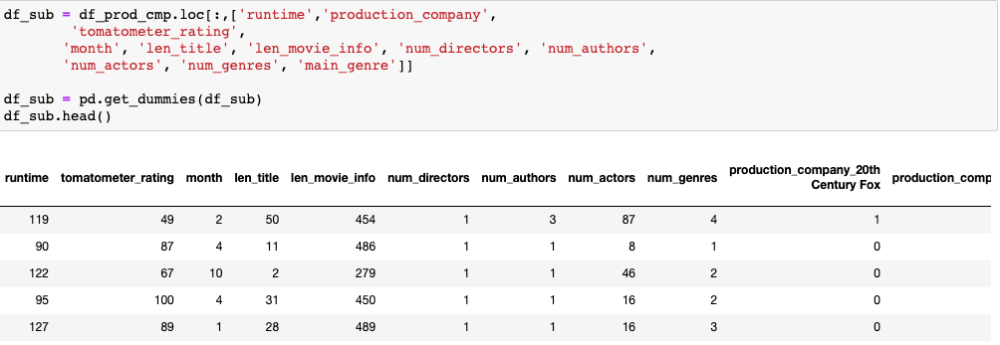 df_sub = df_prod_cmp.loc[:,['runtime','production_company',
'tomatometer_rating',
'month', 'len_title', 'len_movie_info', 'num_directors', 'num_authors',
'num_actors', 'num_genres', 'main_genre']]
df_sub = pd.get_dummies(df_sub)
df_sub.head()
runtime tomatometer_rating month len_title len_movie_info num_directors num_authors num_actors num_genres production_company_20th Century Fox production_comp
119 49 2 50 454 1 3 87 4 1
90 87 4 11 486 1 1 8 1 0
122 67 10 2 279 1 1 46 2 0
95 100 4 31 450 1 1 16 2 0
127 89 1 28 489 1 1 16 3 0